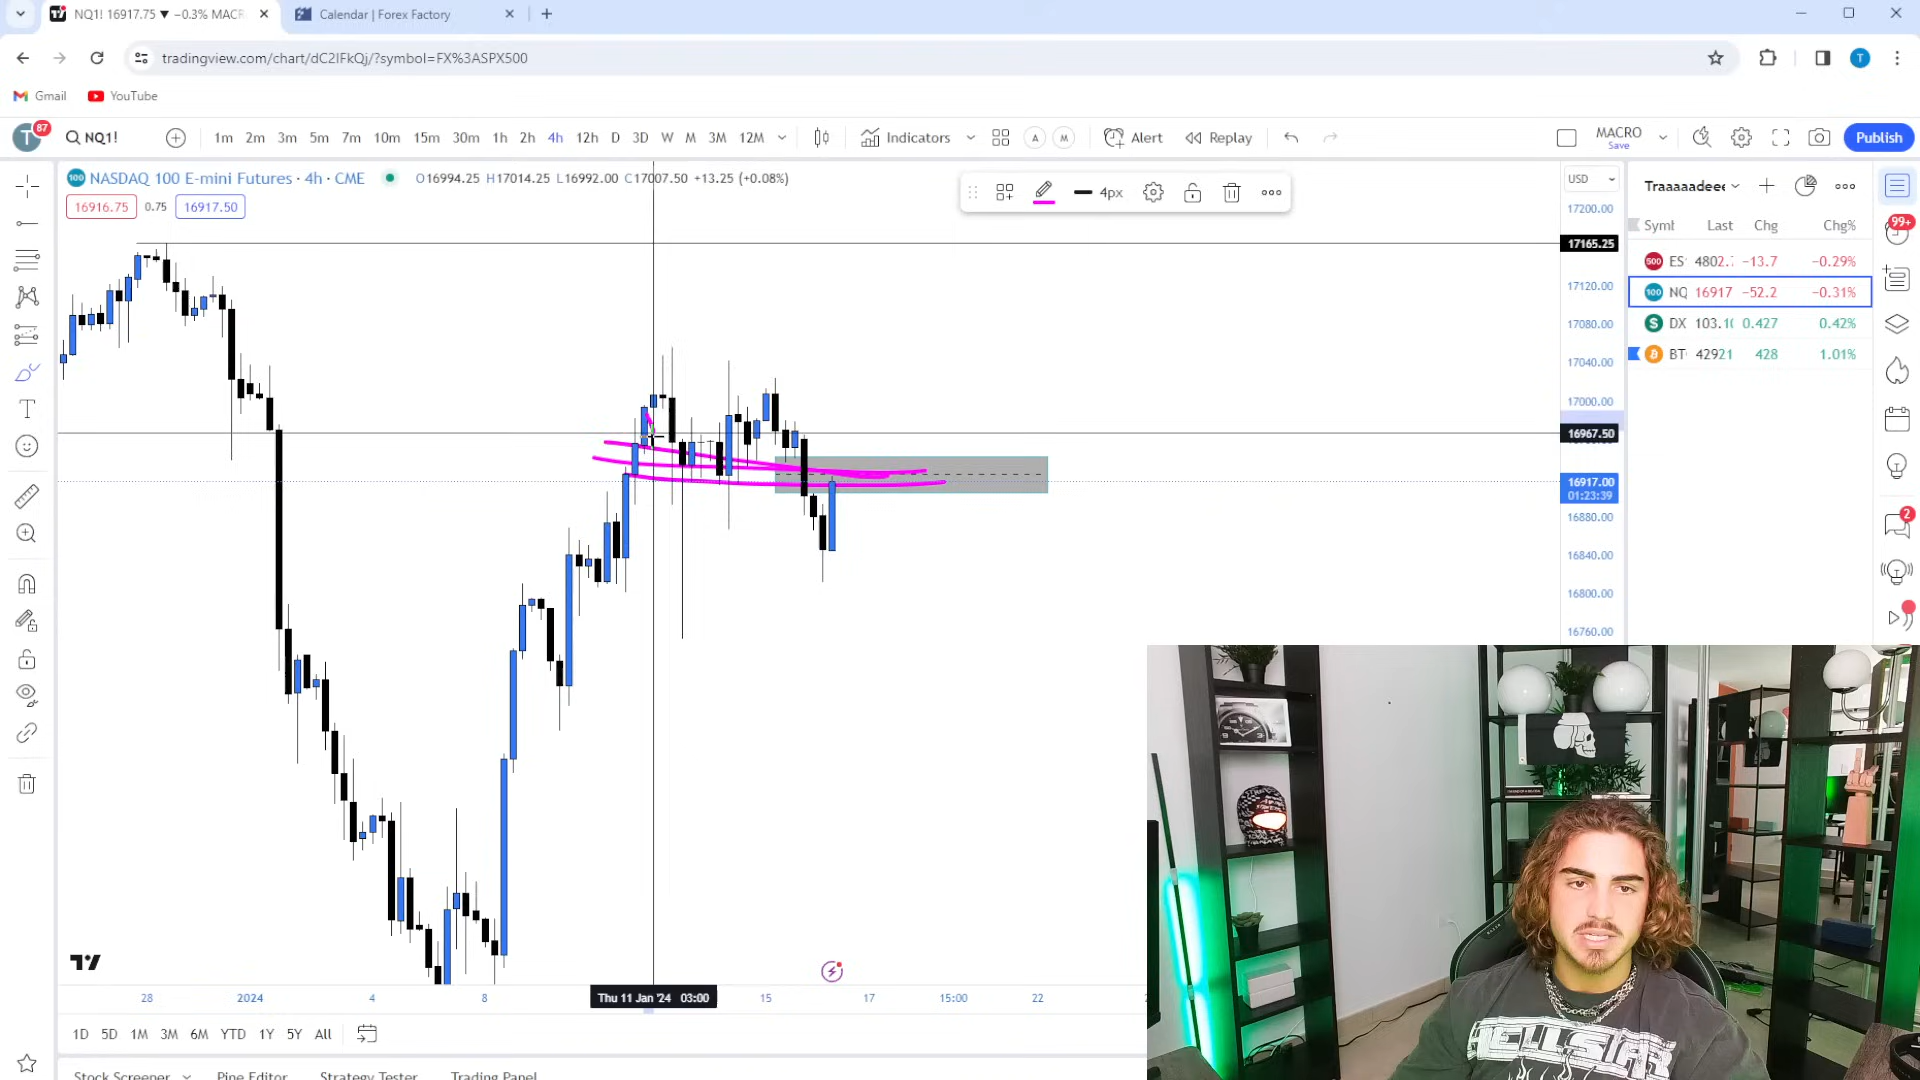 NQ1! 16917.75 ▼ −0.3% MACR
Calendar | Forex Factory
tradingview.com/chart/dC2IFkQj/?symbol=FX%3ASPX500
T
Gmail
YouTube
T
87
NQ1!
1m 2m 3m 5m 7m 10m 15m 30m 1h 2h 4h 12h D 3D W M 3M 12M
Indicators
A
M
Alert
Replay
MACRO
Save
Publish
100 NASDAQ 100 E-mini Futures · 4h · CME
O16994.25 H17014.25 L16992.00 C17007.50 +13.25 (+0.08%)
16916.75 0.75 16917.50
4px
USD
17200.00
17165.25
17120.00
17080.00
17040.00
17000.00
16967.50
16917.00
01:23:39
16880.00
16840.00
16800.00
16760.00
Traaaaadeee
Symb Last Chg Chg%
500 ES 4802. −13.7 −0.29%
100 NQ 16917 −52.2 −0.31%
DX 103.10 0.427 0.42%
BT 42921 428 1.01%
99+
2
28 2024 4 8 Thu 11 Jan '24 03:00 15 17 15:00 22
1D 5D 1M 3M 6M YTD 1Y 5Y All
Stock Screener Pine Editor Strategy Tester Trading Panel
HELLSTAR